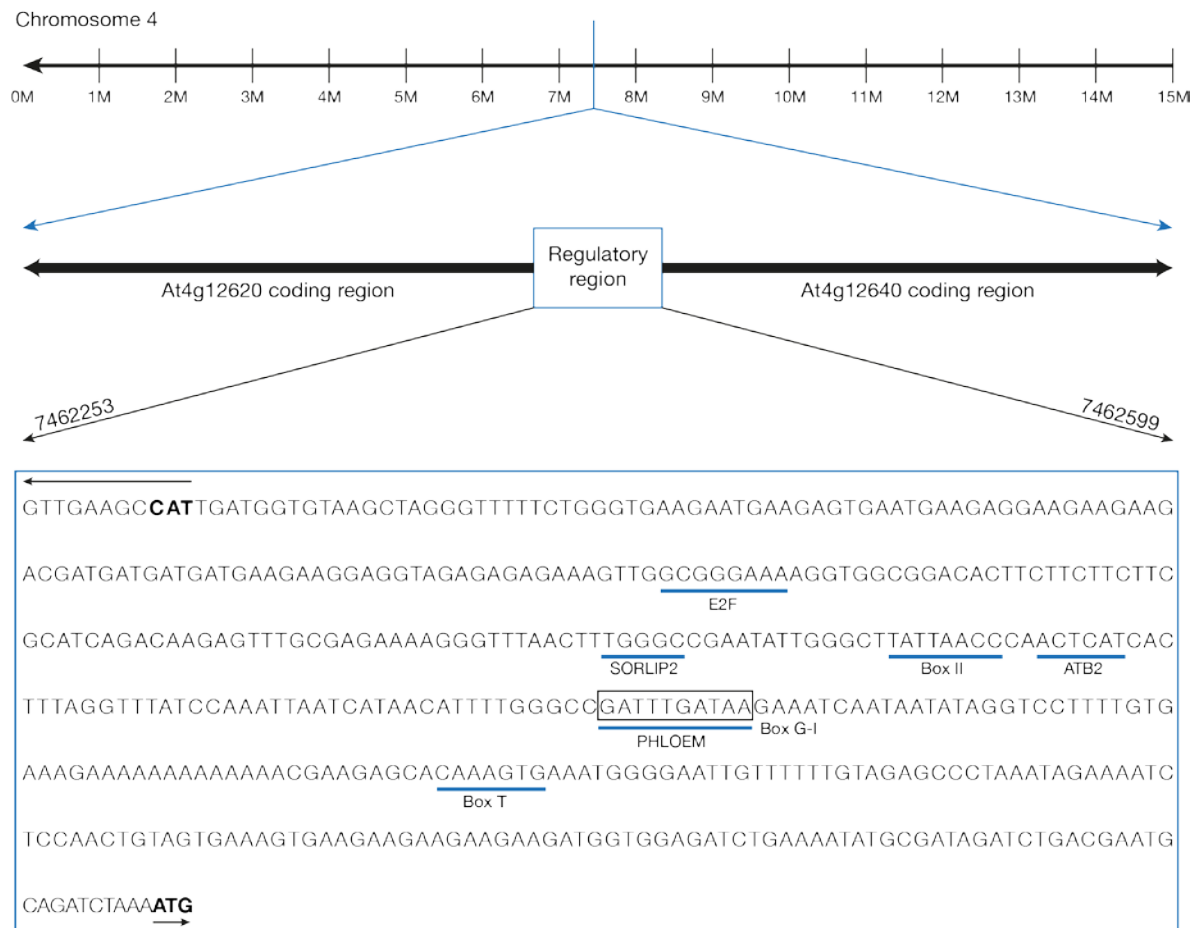 Chromosome 4
0M 1M 2M 3M 4M 5M 6M 7M 8M 9M 10M 11M 12M 13M 14M 15M
Regulatory
region
At4g12620 coding region At4g12640 coding region
7462253 7462599
GTTGAAGCCATTGATGGTGTAAGCTAGGGTTTTTCTGGGTGAAGAATGAAGAGTGAATGAAGAGGAAGAAGAAG
ACGATGATGATGATGAAGAAGGAGGTAGAGAGAGAAAGTTGGCGGGAAAAGGTGGCGGACACTTCTTCTTCTTC
E2F
GCATCAGACAAGAGTTTGCGAGAAAAGGGTTTAACTTTGGGCCGAATATTGGGCTTATTAACCCAACTCATCAC
SORLIP2 Box II ATB2
TTTAGGTTTATCCAAATTAATCATAACATTTTGGGCCGATTTGATAAGAAATCAATAATATAGGTCCTTTTGTG
PHLOEM Box G-I
AAAGAAAAAAAAAAAAACGAAGAGCACAAAGTGAAATGGGGAATTGTTTTTTGTAGAGCCCTAAATAGAAAATC
Box T
TCCAACTGTAGTGAAAGTGAAGAAGAAGAAGAAGATGGTGGAGATCTGAAAATATGCGATAGATCTGACGAATG
CAGATCTAAAATG